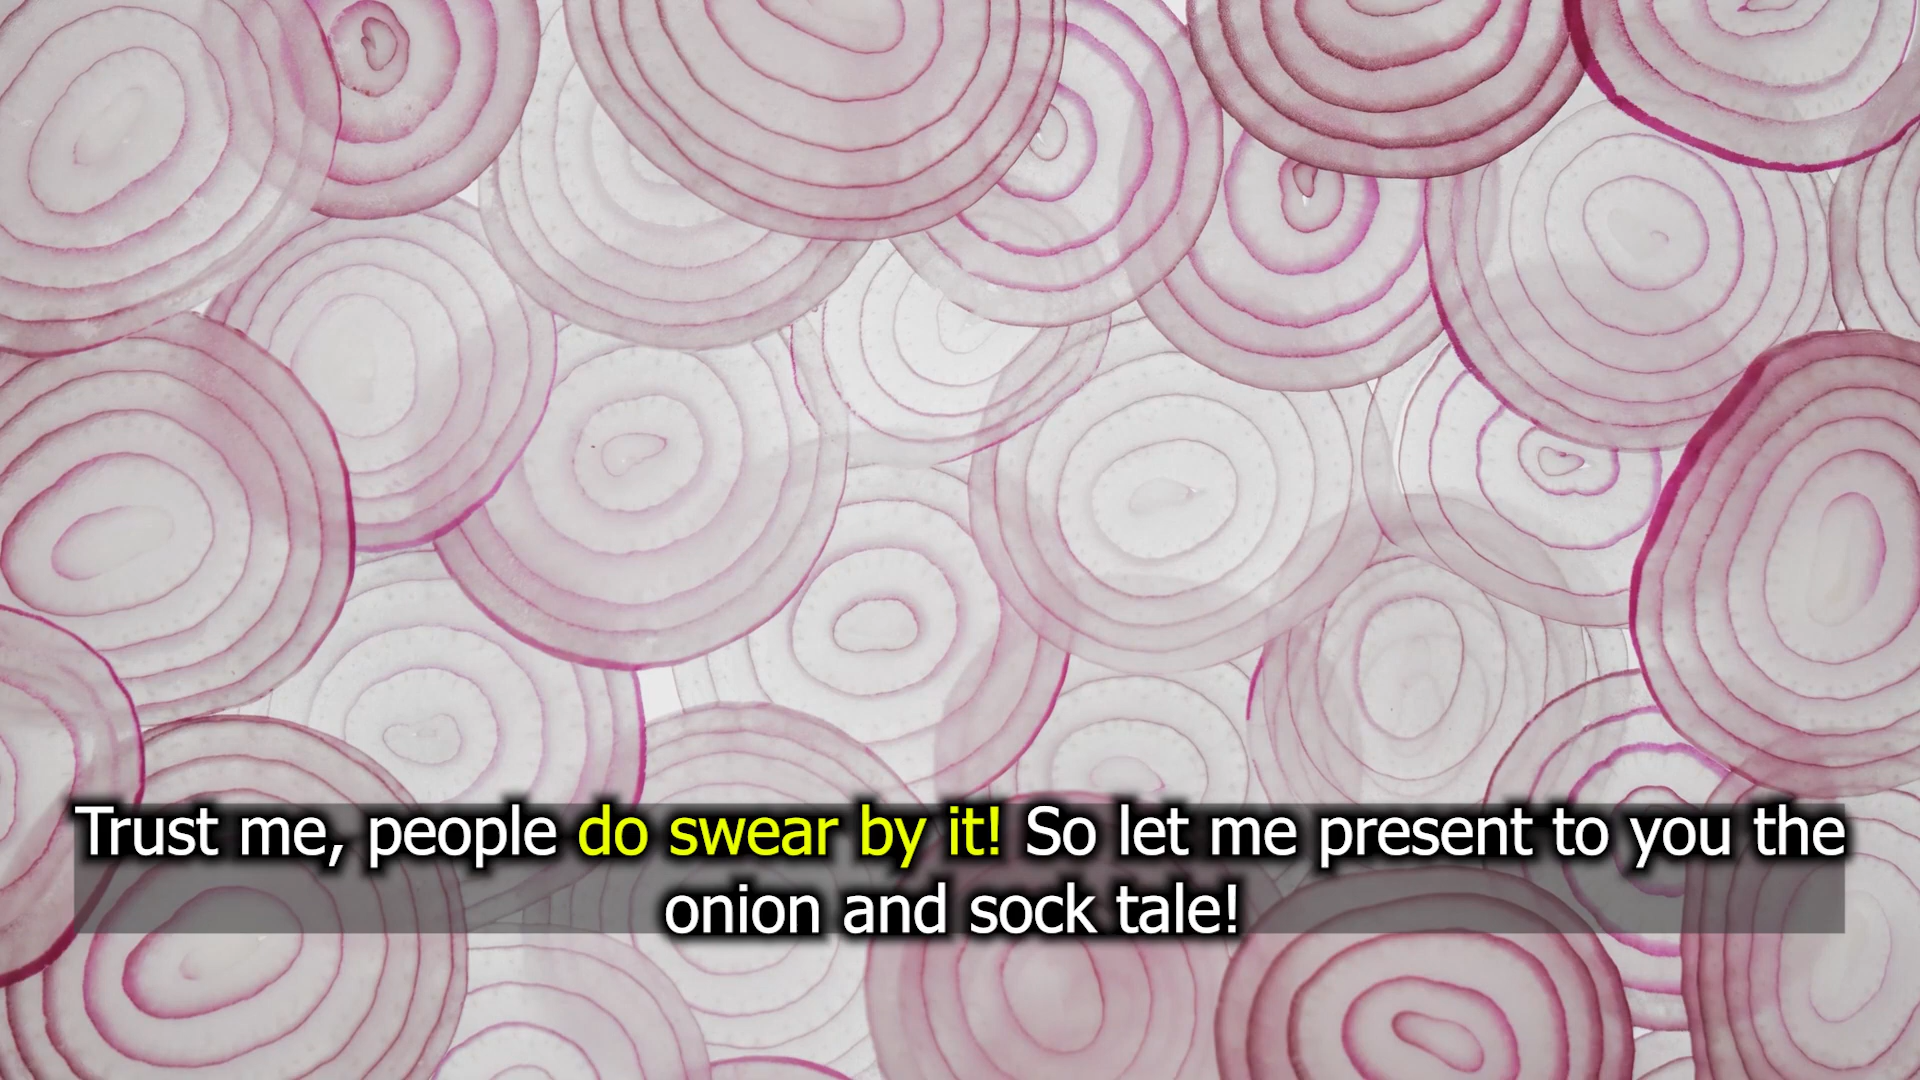 Trust me, people do swear by it! So let me present to you the
onion and sock tale!